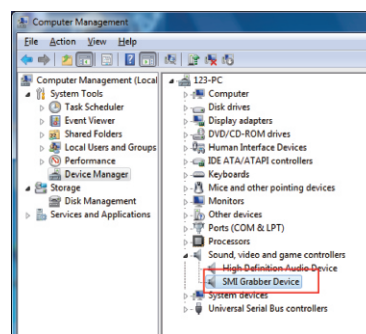 Computer Management
File Action View Help
Computer Management (Local
System Tools
Task Scheduler
Event Viewer
Shared Folders
Local Users and Groups
Performance
Device Manager
Storage
Disk Management
Services and Applications
123-PC
Computer
Disk drives
Display adapters
DVD/CD-ROM drives
Human Interface Devices
IDE ATA/ATAPI controllers
Keyboards
Mice and other pointing devices
Monitors
Other devices
Ports (COM & LPT)
Processors
Sound, video and game controllers
High Definition Audio Device
SMI Grabber Device
System devices
Universal Serial Bus controllers